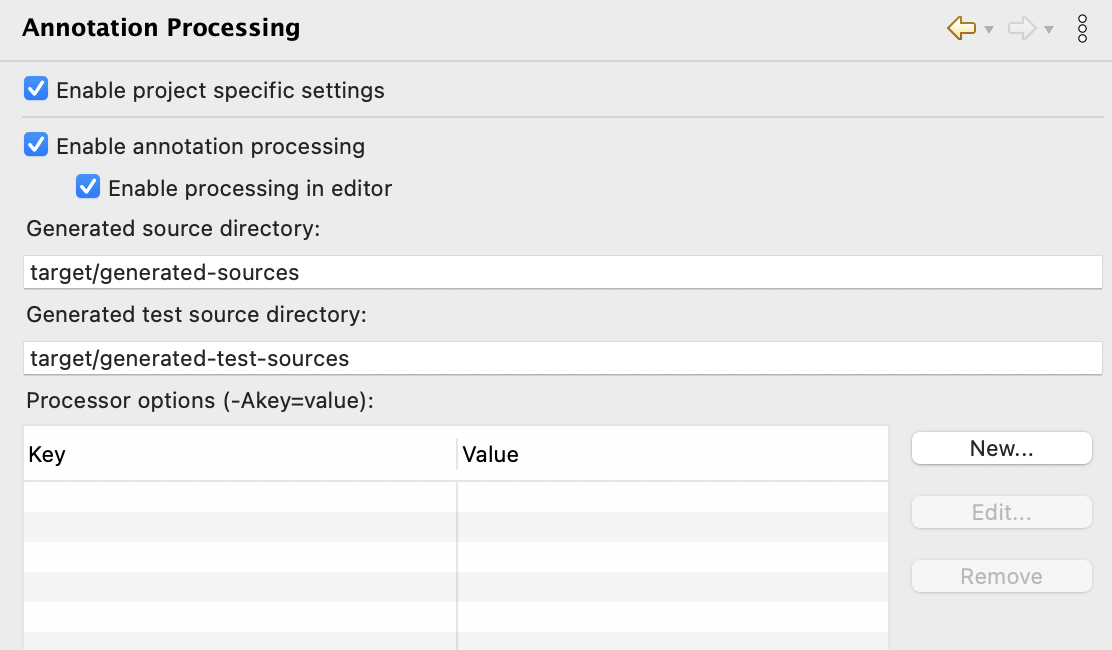 Annotation Processing
Enable project specific settings
Enable annotation processing
Enable processing in editor
Generated source directory:
target/generated-sources
Generated test source directory:
target/generated-test-sources
Processor options (-Akey=value):
Key Value
New...
Edit...
Remove